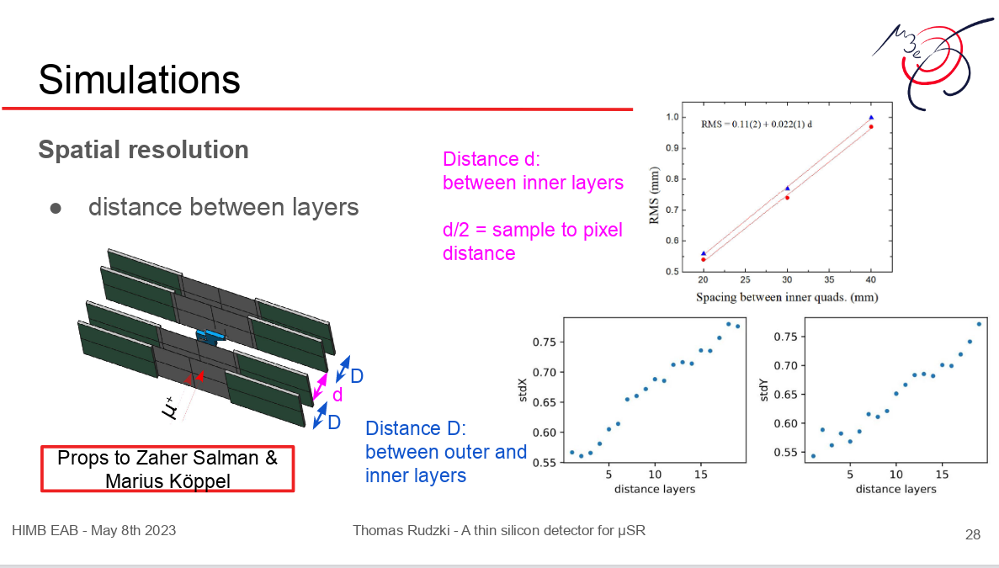 Simulations
Spatial resolution
● distance between layers
Distance d:
between inner layers
d/2 = sample to pixel
distance
RMS = 0.11(2) + 0.022(1) d
RMS (mm)
1.0
0.9
0.8
0.7
0.6
0.5
20 25 30 35 40
Spacing between inner quads. (mm)
μ3e
D
d
D
μ+
Distance D:
between outer and
inner layers
stdX
0.75
0.70
0.65
0.60
0.55
5 10 15
distance layers
stdY
0.75
0.70
0.65
0.60
0.55
5 10 15
distance layers
Props to Zaher Salman &
Marius Köppel
HIMB EAB - May 8th 2023
Thomas Rudzki - A thin silicon detector for μSR
28